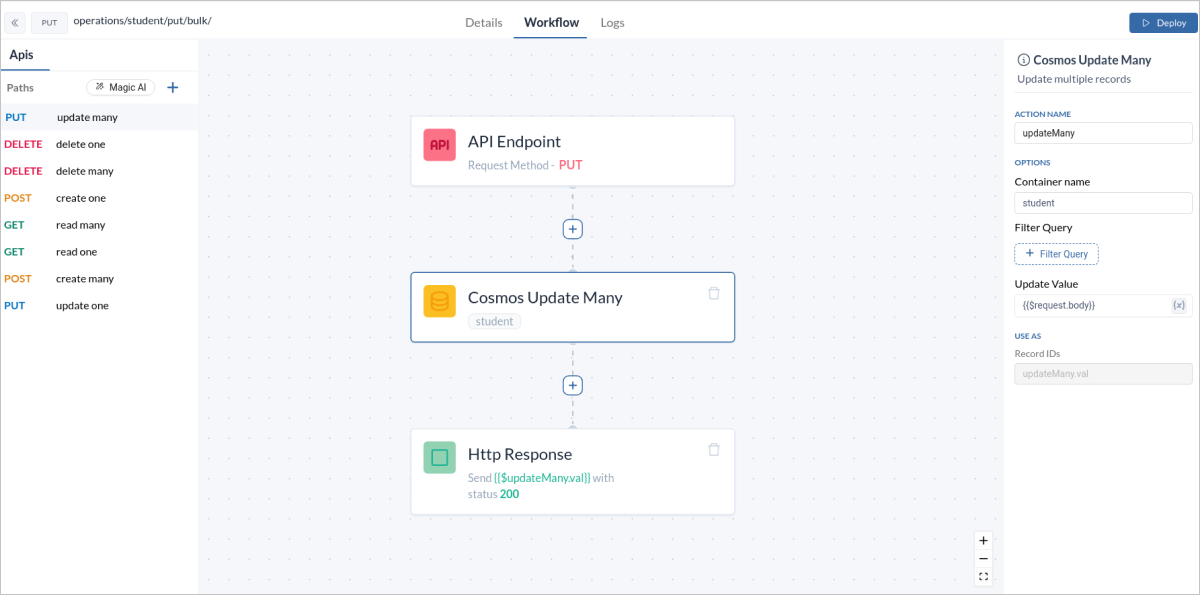 PUT operations/student/put/bulk/
Details Workflow Logs
Deploy
Apis
Paths Magic AI
PUT update many
DELETE delete one
DELETE delete many
POST create one
GET read many
GET read one
POST create many
PUT update one
API API Endpoint
Request Method - PUT
Cosmos Update Many
student
Http Response
Send {{$updateMany.val}} with
status 200
Cosmos Update Many
Update multiple records
ACTION NAME
updateMany
OPTIONS
Container name
student
Filter Query
+ Filter Query
Update Value
{{$request.body}} {x}
USE AS
Record IDs
updateMany.val